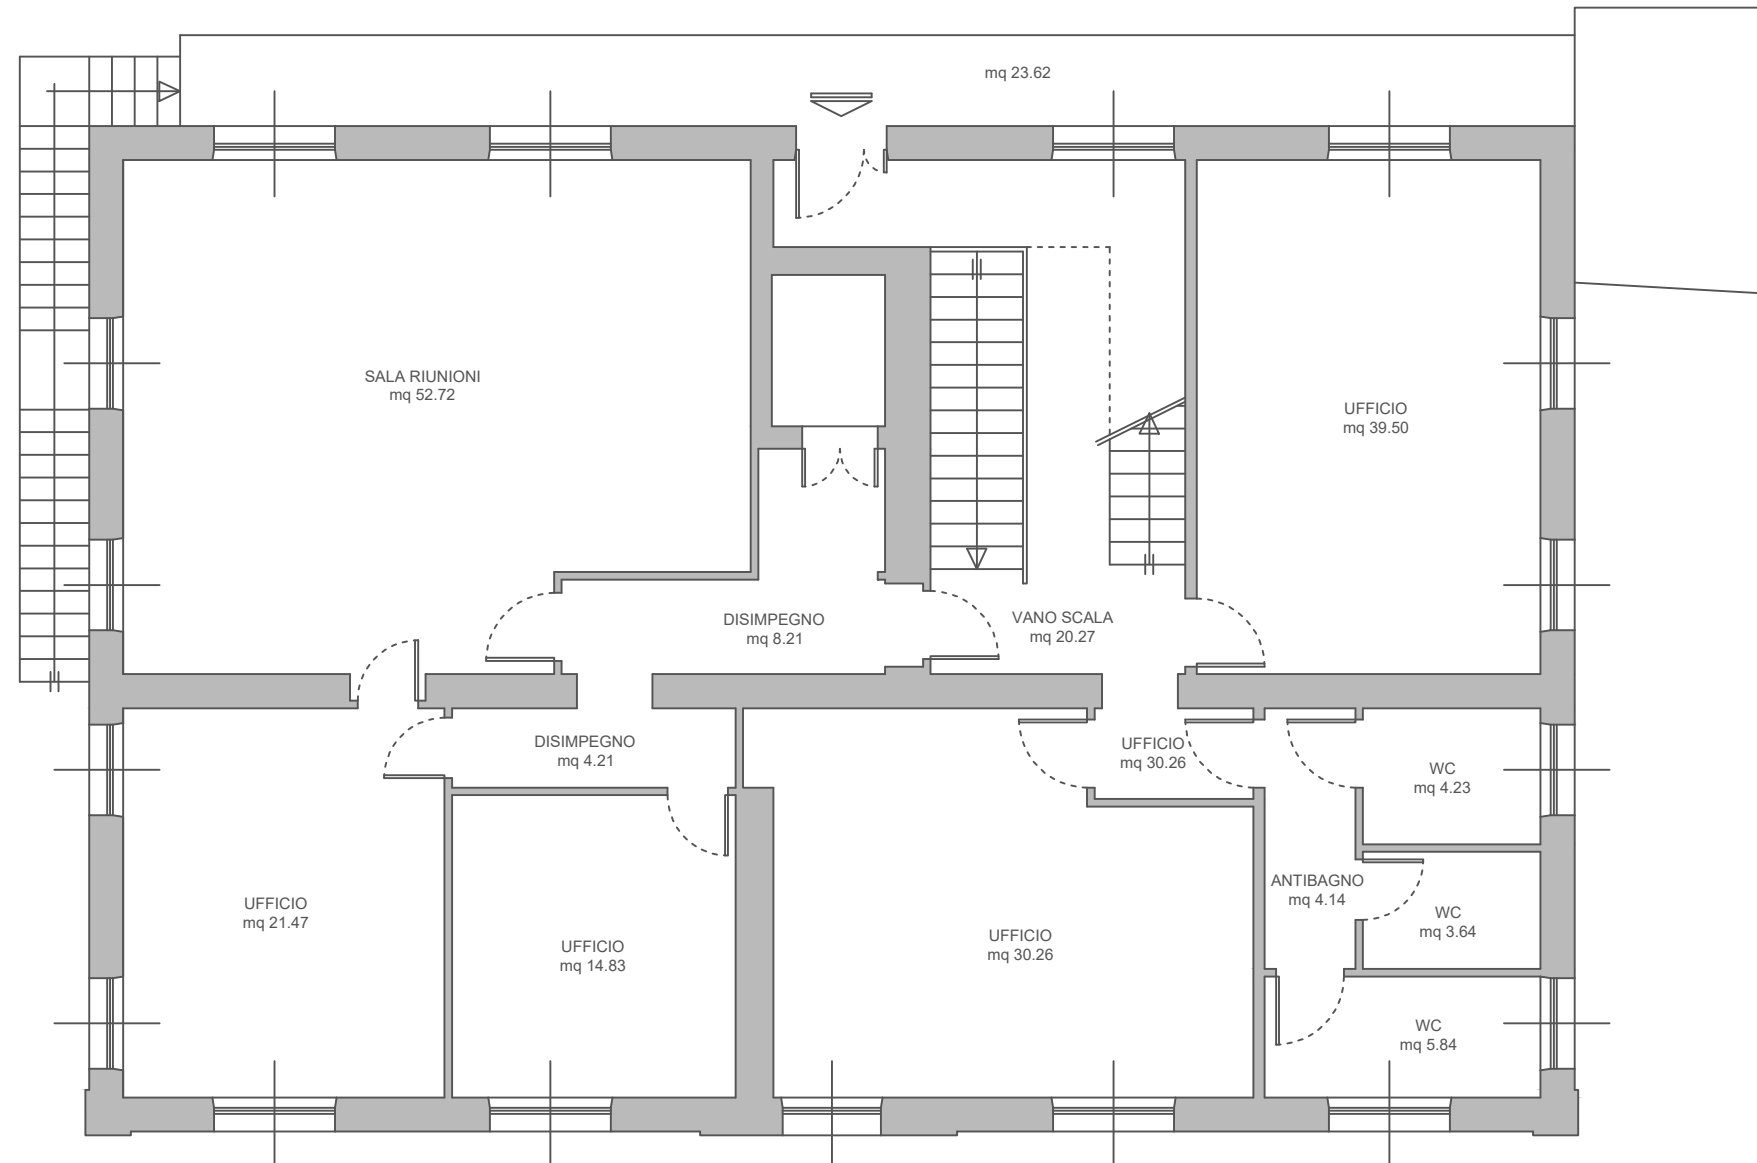 mq 23.62
SALA RIUNIONI
mq 52.72
UFFICIO
mq 39.50
DISIMPEGNO
mq 8.21
VANO SCALA
mq 20.27
DISIMPEGNO
mq 4.21
UFFICIO
mq 30.26
WC
mq 4.23
UFFICIO
mq 21.47
UFFICIO
mq 14.83
UFFICIO
mq 30.26
ANTIBAGNO
mq 4.14
WC
mq 3.64
WC
mq 5.84